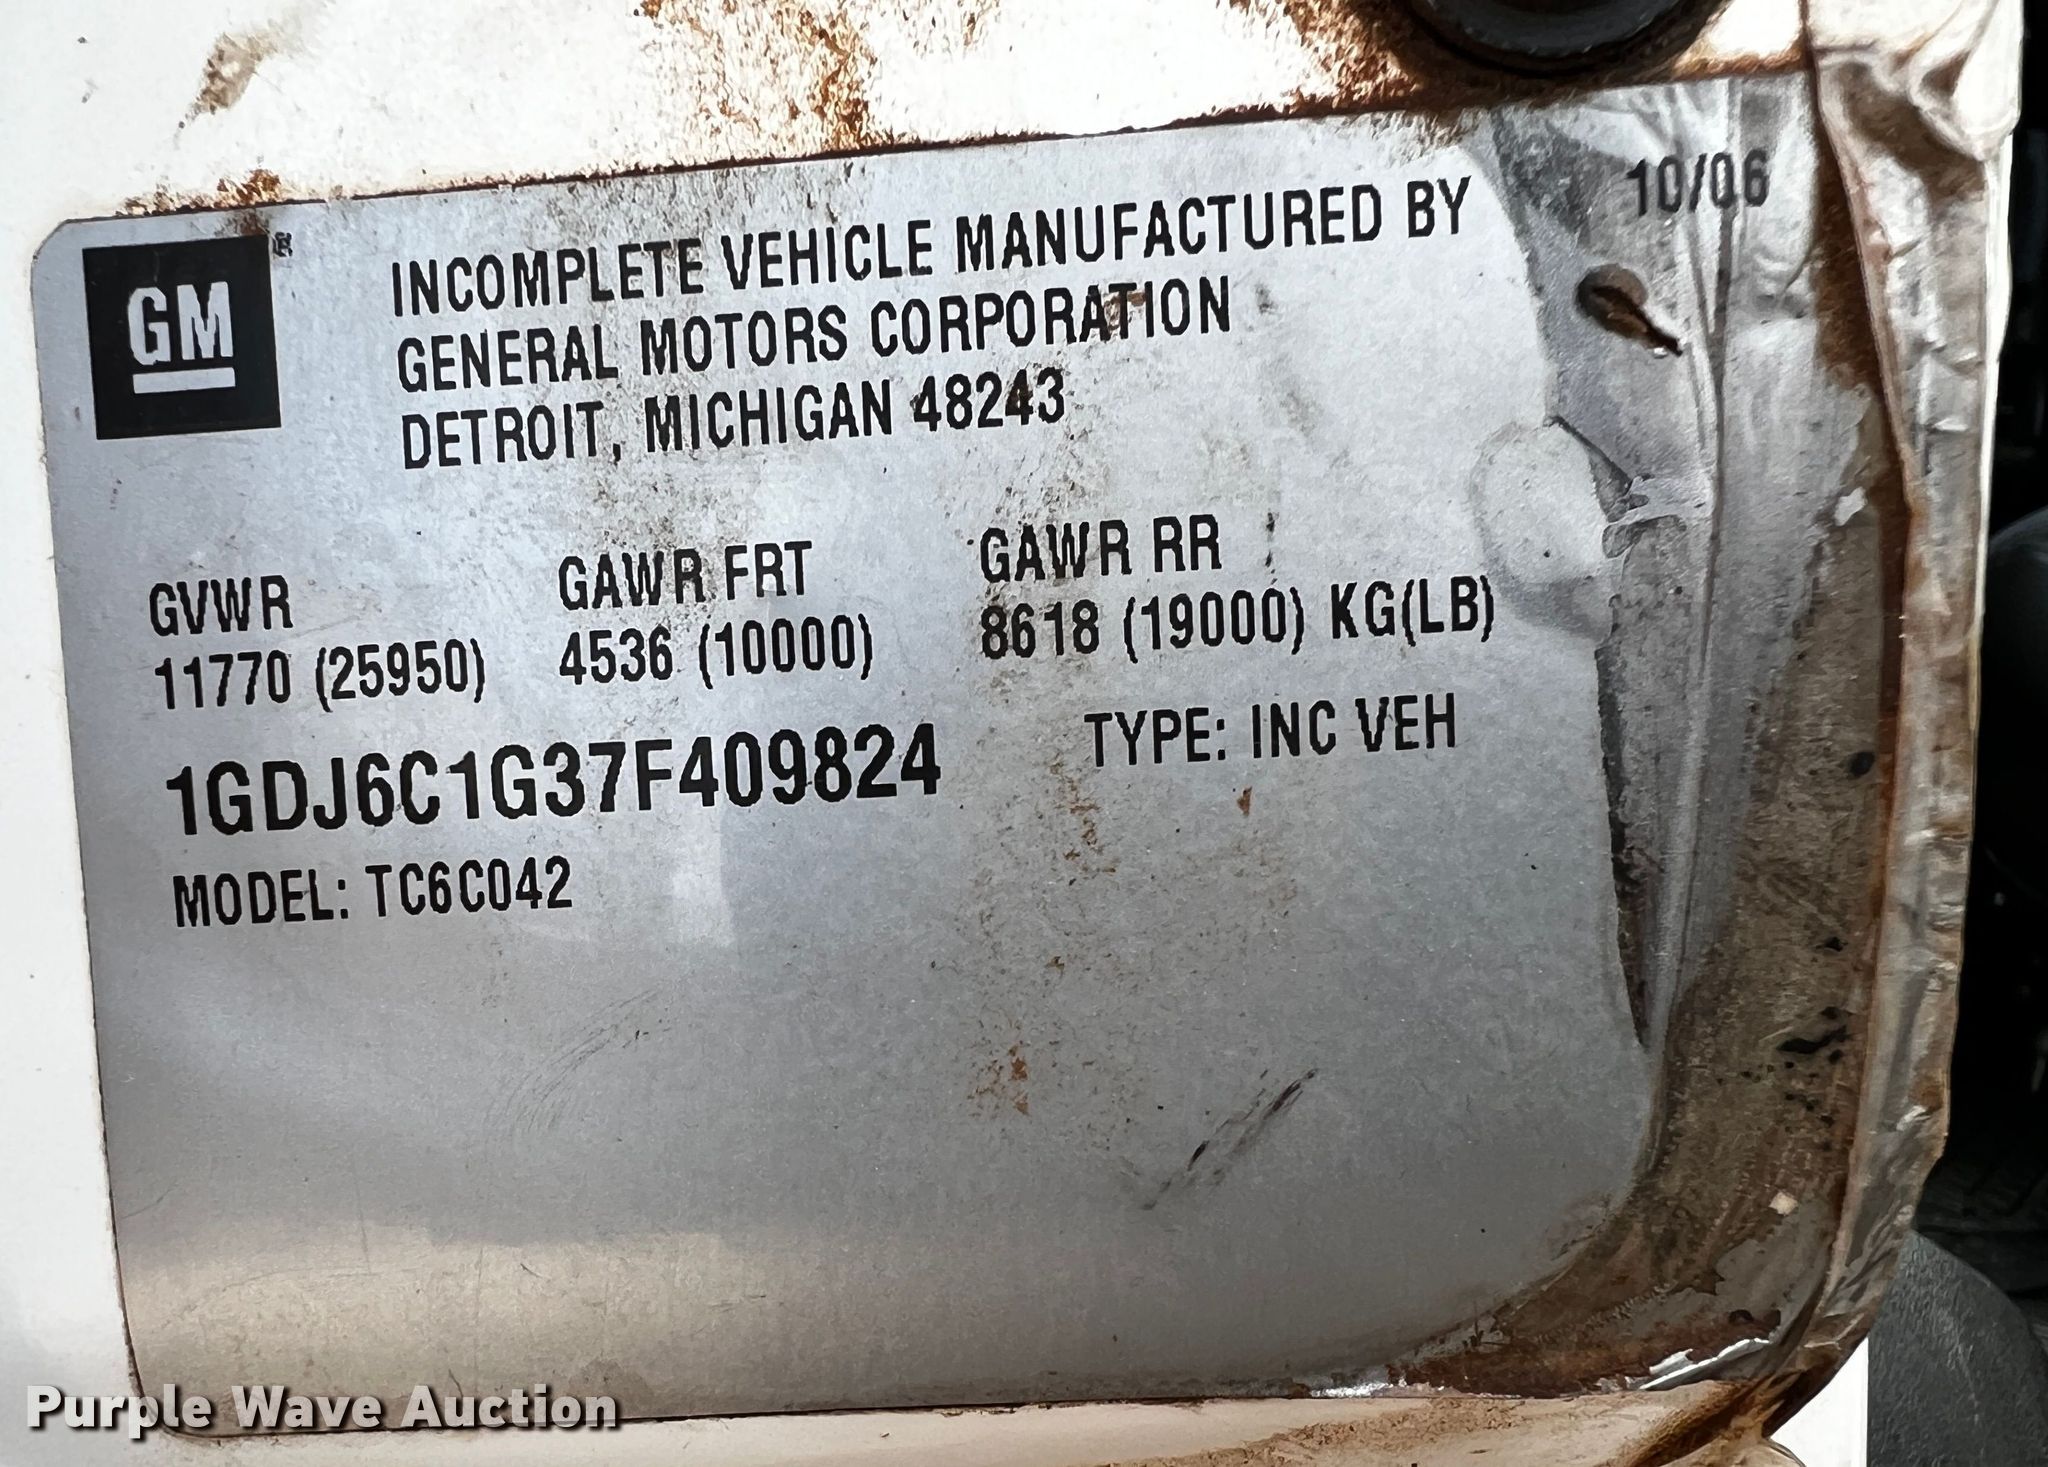 10/06
GM ®
INCOMPLETE VEHICLE MANUFACTURED BY
GENERAL MOTORS CORPORATION
DETROIT, MICHIGAN 48243
GVWR GAWR FRT GAWR RR
11770 (25950) 4536 (10000) 8618 (19000) KG(LB)
1GDJ6C1G37F409824 TYPE: INC VEH
MODEL: TC6C042
Purple Wave Auction